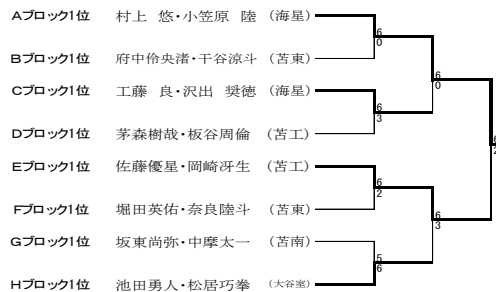 Aブロック1位 村上 悠・小笠原 陸 (海星)
6
0
Bブロック1位 府中伶央渚・干谷涼斗 (苫東)
6
0
Cブロック1位 工藤 良・沢出 奨徳 (海星)
6
3
Dブロック1位 茅森樹哉・板谷周倫 (苫工)
6
2
Eブロック1位 佐藤優星・岡崎冴生 (苫工)
6
2
Fブロック1位 堀田英佑・奈良陸斗 (苫東)
6
3
Gブロック1位 坂東尚弥・中摩太一 (苫南)
5
6
Hブロック1位 池田勇人・松居巧拳 (大谷室)